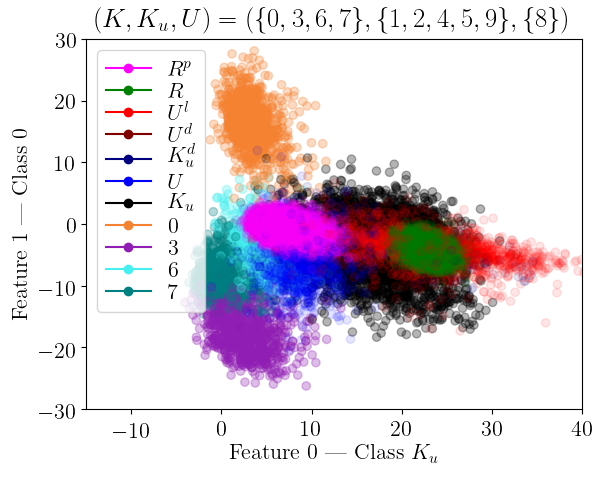 (K, K_u, U) = ({0, 3, 6, 7}, {1, 2, 4, 5, 9}, {8})
30
20
10
0
−10
−20
−30
Feature 1 — Class 0
R^p
R
U^l
U^d
K_u^d
U
K_u
0
3
6
7
−10 0 10 20 30 40
Feature 0 — Class K_u